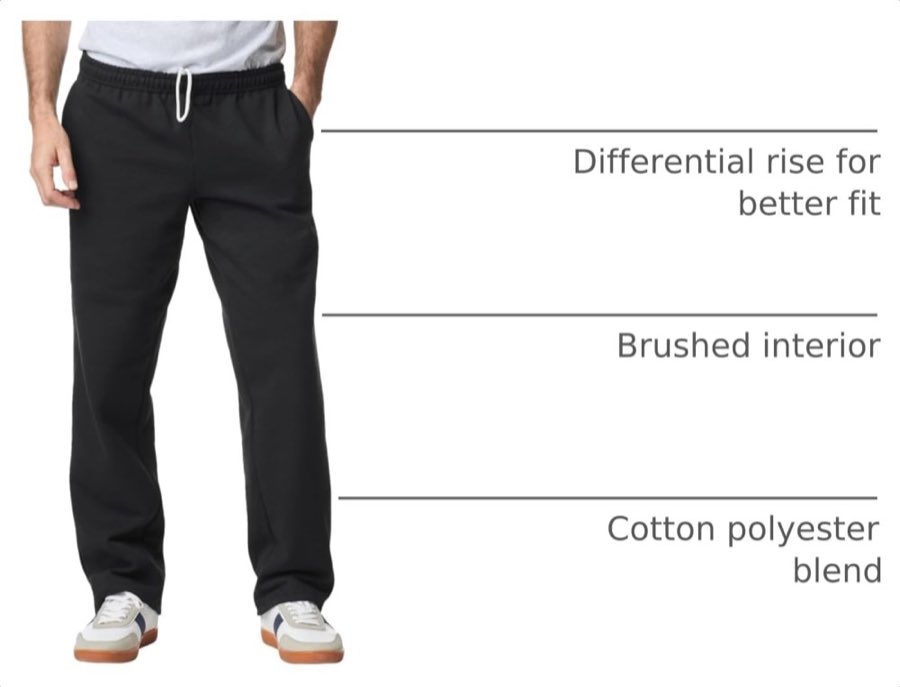 Differential rise for
better fit
Brushed interior
Cotton polyester
blend